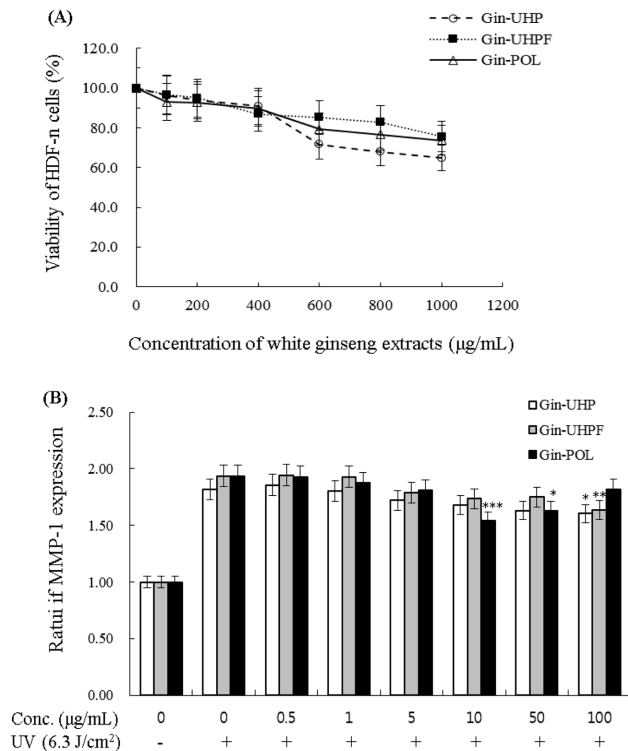 (A)
Gin-UHP
Gin-UHPF
Gin-POL
120.0
100.0
80.0
60.0
40.0
20.0
0.0
Viability of HDF-n cells (%)
0 200 400 600 800 1000 1200
Concentration of white ginseng extracts (μg/mL)
(B)
2.50
2.00
1.50
1.00
0.50
0.00
Ratui if MMP-1 expression
Gin-UHP
Gin-UHPF
Gin-POL
*** * * **
Conc. (μg/mL) 0 0 0.5 1 5 10 50 100
UV (6.3 J/cm²) - + + + + + + +